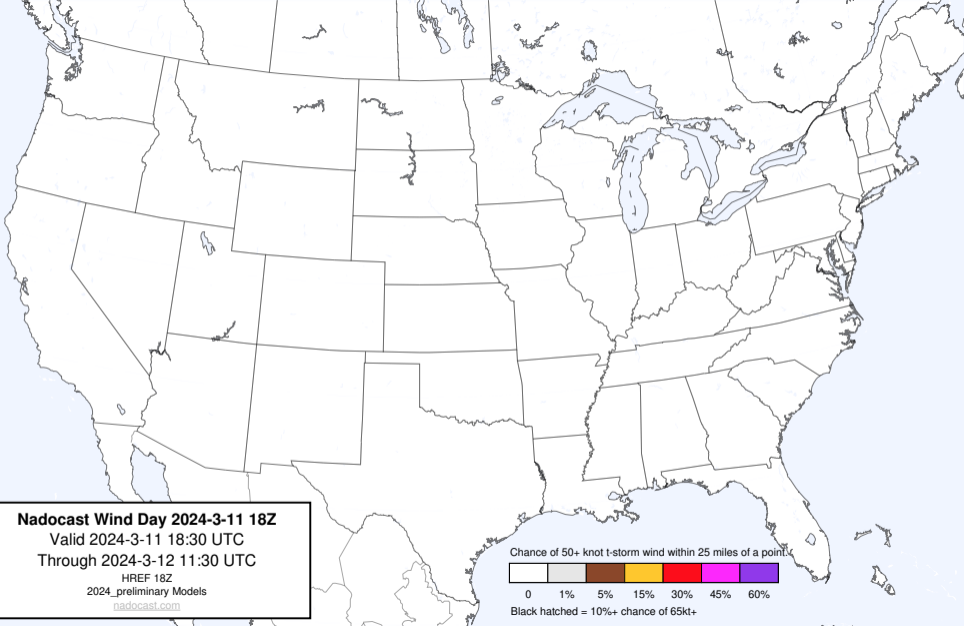 Nadocast Wind Day 2024-3-11 18Z
Valid 2024-3-11 18:30 UTC
Through 2024-3-12 11:30 UTC
HREF 18Z
2024_preliminary Models
nadocast.com
Chance of 50+ knot t-storm wind within 25 miles of a point.
0 1% 5% 15% 30% 45% 60%
Black hatched = 10%+ chance of 65kt+